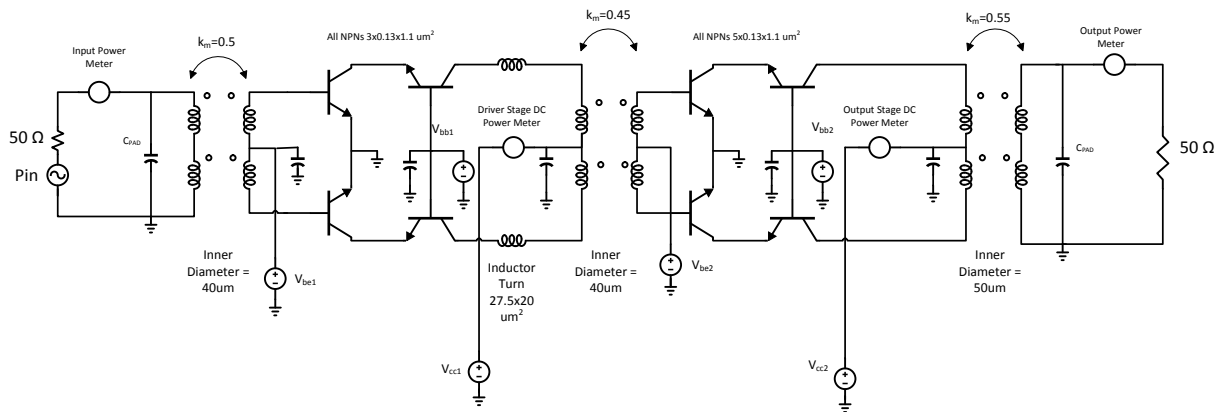 kₘ=0.5
kₘ=0.45
kₘ=0.55
Input Power
Meter
All NPNs 3x0.13x1.1 um²
All NPNs 5x0.13x1.1 um²
Output Power
Meter
50 Ω
Pin
C_PAD
V_bb1
Driver Stage DC
Power Meter
V_bb2
Output Stage DC
Power Meter
C_PAD
50 Ω
Inner
Diameter =
40um
V_be1
Inductor
Turn
27.5x20
um²
Inner
Diameter =
40um
V_be2
Inner
Diameter =
50um
V_cc1
V_cc2